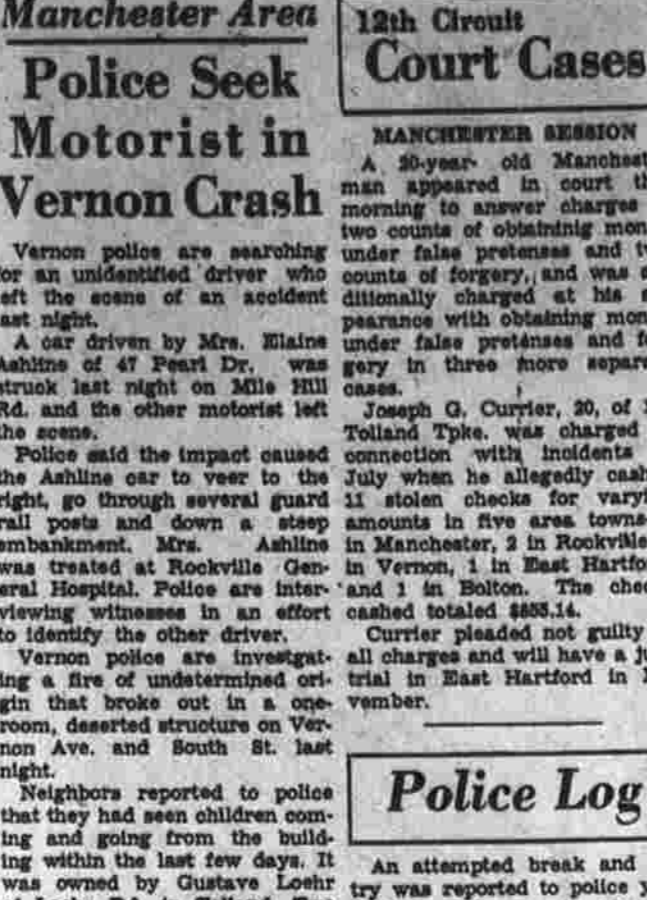 Manchester Area
Police Seek
Motorist in
Vernon Crash
Vernon police are searching
for an unidentified driver who
left the scene of an accident
last night.
A car driven by Mrs. Elaine
Ashline of 47 Pearl Dr. was
struck last night on Mile Hill
Rd. and the other motorist left
the scene.
Police said the impact caused
the Ashline car to veer to the
right, go through several guard
rail posts and down a steep
embankment. Mrs. Ashline
was treated at Rockville Gen-
eral Hospital. Police are inter-
viewing witnesses in an effort
to identify the other driver.
Vernon police are investgat-
ing a fire of undetermined ori-
gin that broke out in a one-
room, deserted structure on Ver-
non Ave. and South St. last
night.
Neighbors reported to police
that they had seen children com-
ing and going from the build-
ing within the last few days. It
was owned by Gustave Loehr
12th Circuit
Court Cases
MANCHESTER SESSION
A 20-year- old Manchest
man appeared in court th
morning to answer charges
two counts of obtaininig mon
under false pretenses and tw
counts of forgery, and was a
ditionally charged at his a
pearance with obtaining mon
under false pretenses and fo
gery in three more separa
cases.
Joseph G. Currier, 20, of
Tolland Tpke. was charged
connection with incidents
July when he allegedly cash
11 stolen checks for varyi
amounts in five area towns
in Manchester, 2 in Rockville
in Vernon, 1 in East Hartfo
and 1 in Bolton. The chec
cashed totaled
Currier pleaded not guilty
all charges and will have a ju
trial in East Hartford in
vember.
Police Log
An attempted break and
try was reported to police y